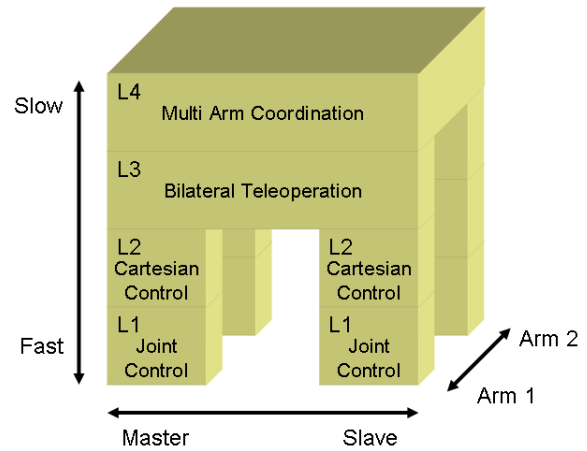 L4
Multi Arm Coordination
Slow
L3
Bilateral Teleoperation
L2
Cartesian
Control
L2
Cartesian
Control
L1
Joint
Control
L1
Joint
Control
Fast
Arm 2
Arm 1
Master
Slave